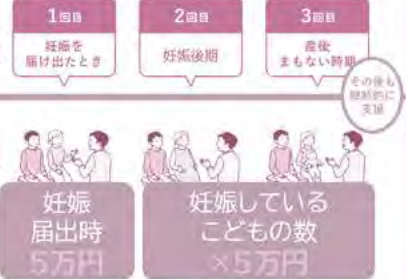 1回目
妊娠を
届け出たとき
2回目
妊娠後期
3回目
産後
まもない時期
その後も
継続的に
支援
妊娠
届出時
5万円
妊娠している
こどもの数
×5万円